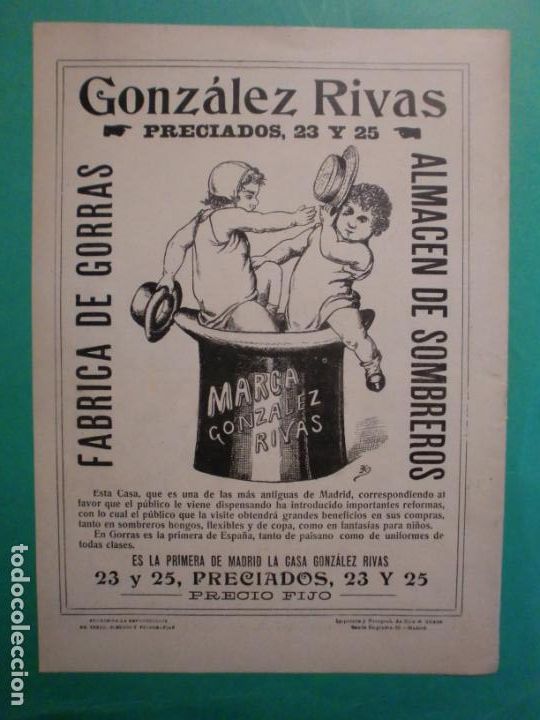 González Rivas
PRECIADOS, 23 Y 25
FABRICA DE GORRAS
ALMACEN DE SOMBREROS
MARCA
GONZALEZ
RIVAS
Esta Casa, que es una de las más antiguas de Madrid, correspondiendo al
favor que el público le viene dispensando ha introducido importantes reformas,
con lo cual el público que la visite obtendrá grandes beneficios en sus compras,
tanto en sombreros hongos, flexibles y de copa, como en fantasías para niños.
En Gorras es la primera de España, tanto de paisano como de uniformes de
todas clases.
ES LA PRIMERA DE MADRID LA CASA GONZÁLEZ RIVAS
23 y 25, PRECIADOS, 23 Y 25
PRECIO FIJO
todocoleccion.net